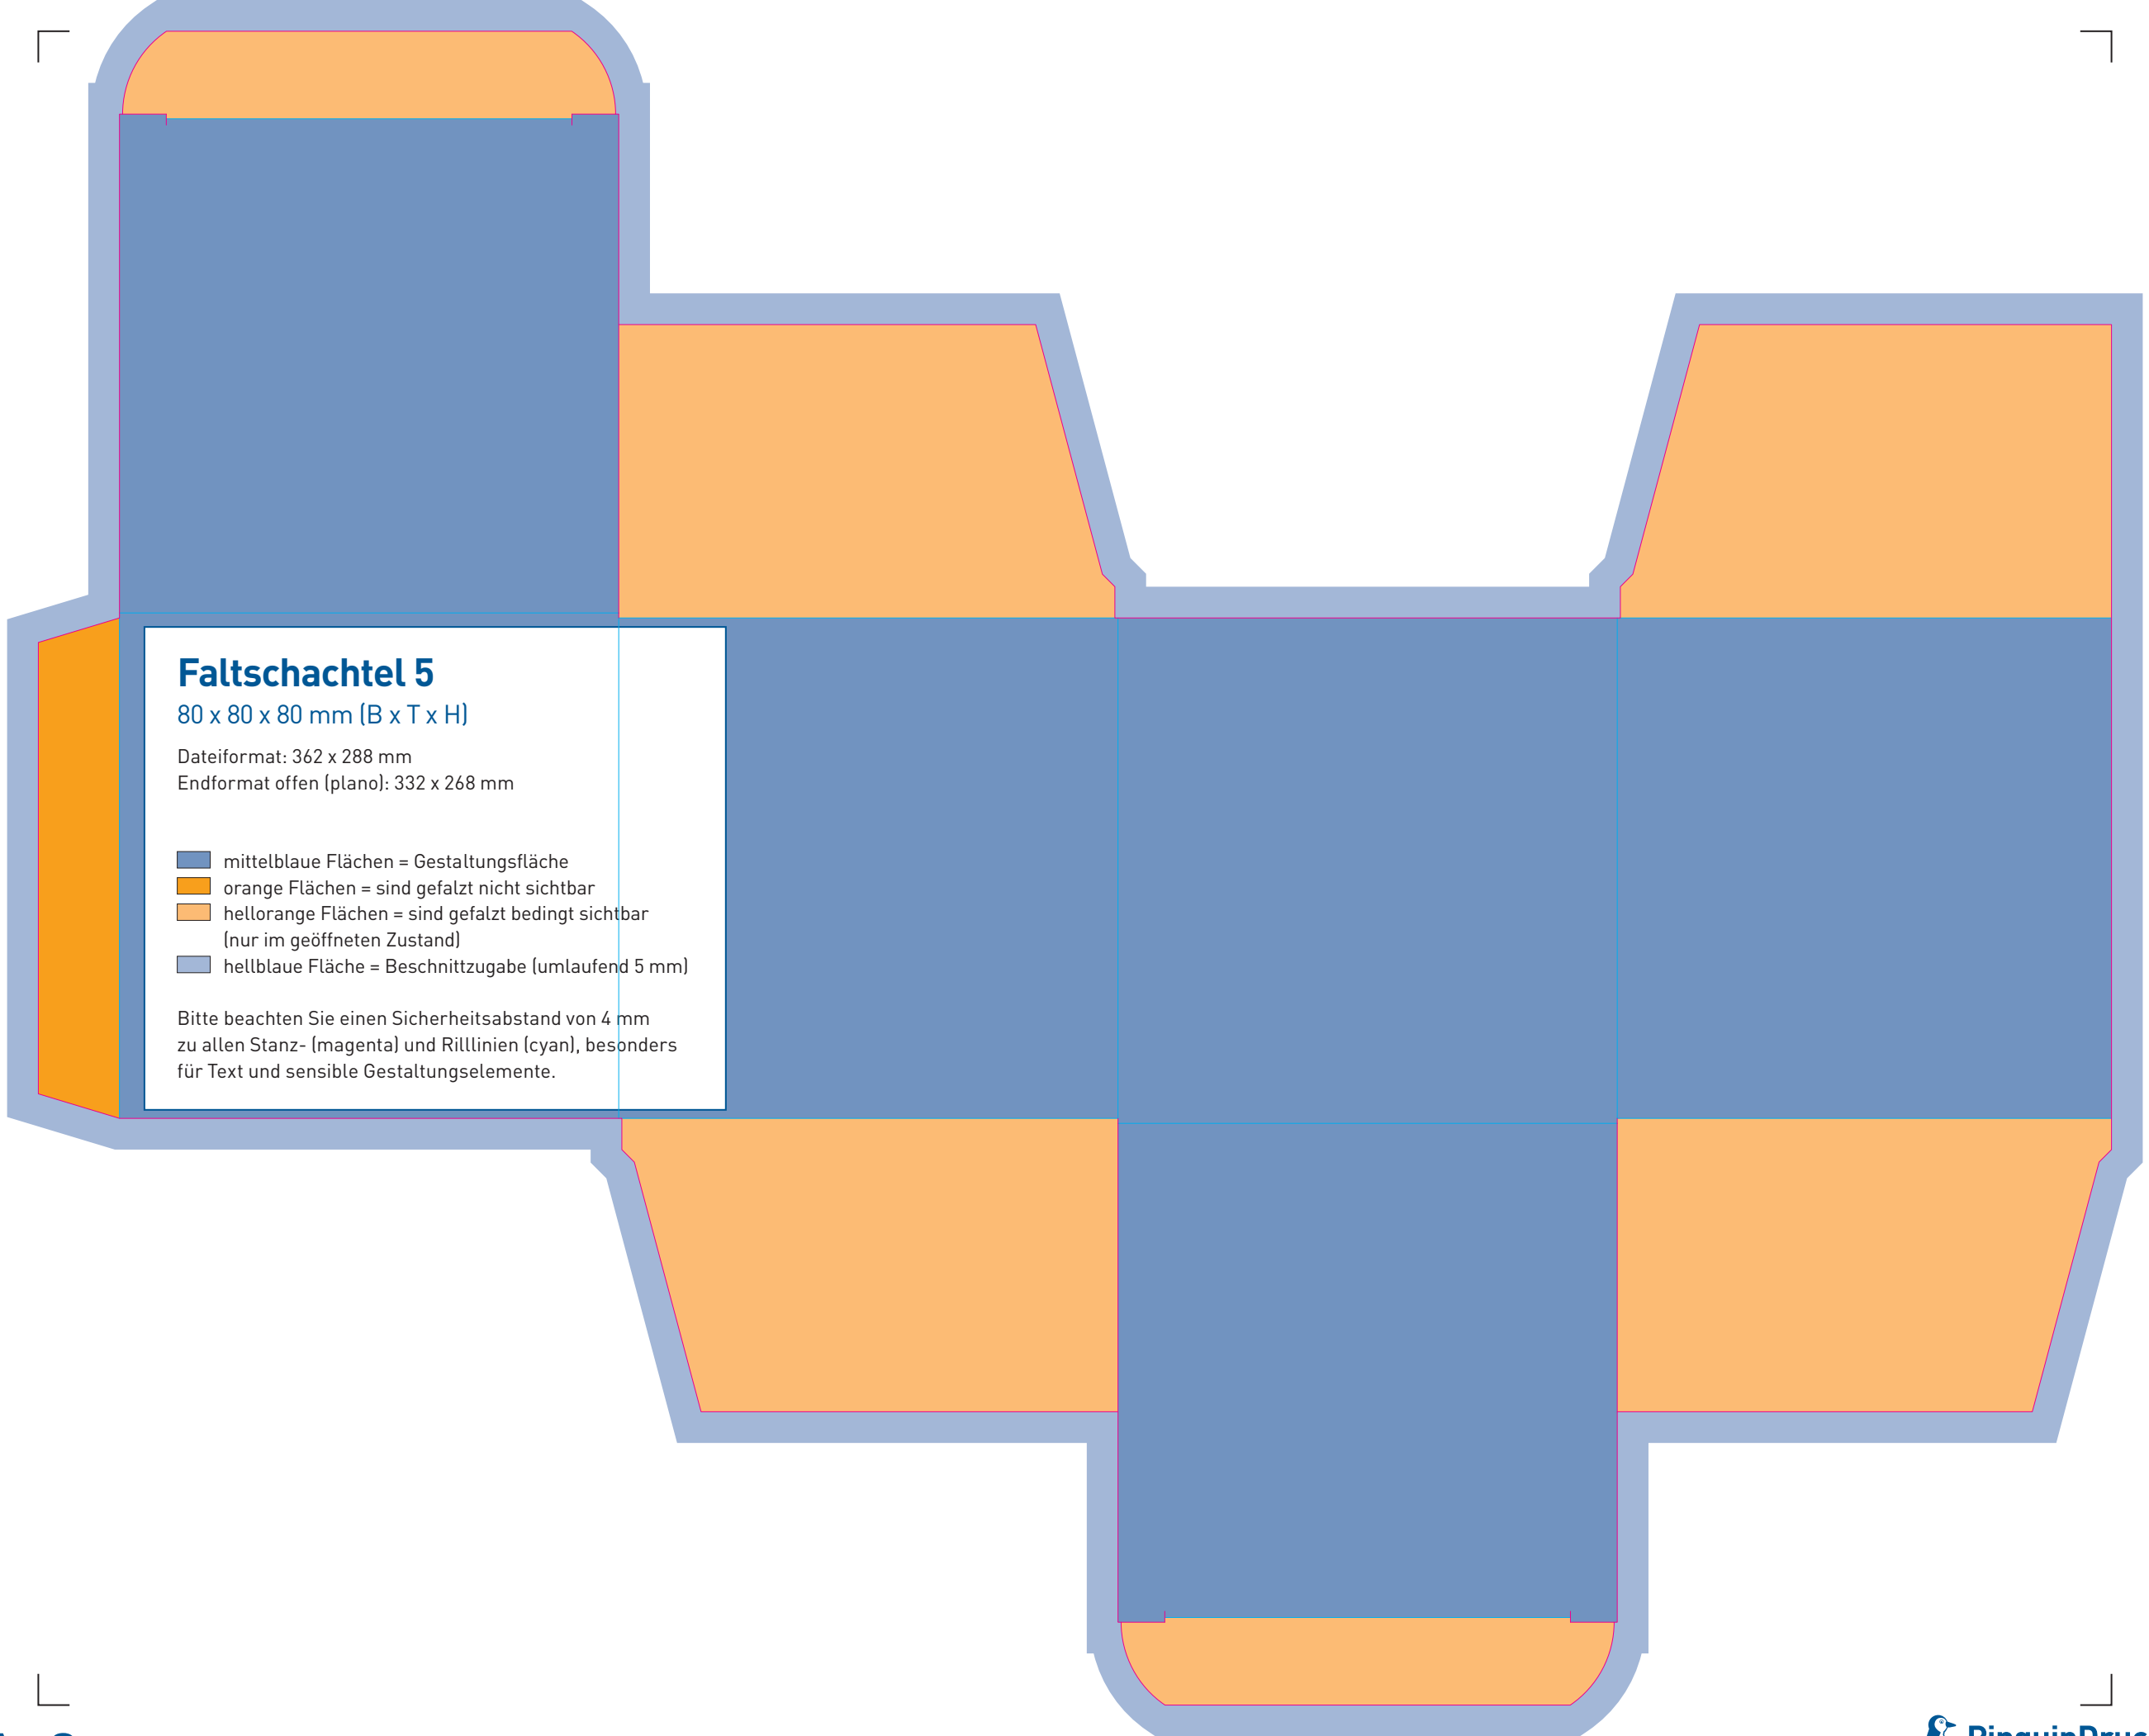 Faltschachtel 5
80 x 80 x 80 mm (B x T x H)
Dateiformat: 362 x 288 mm
Endformat offen (plano): 332 x 268 mm
mittelblaue Flächen = Gestaltungsfläche
orange Flächen = sind gefalzt nicht sichtbar
hellorange Flächen = sind gefalzt bedingt sichtbar
(nur im geöffneten Zustand)
hellblaue Fläche = Beschnittzugabe (umlaufend 5 mm)
Bitte beachten Sie einen Sicherheitsabstand von 4 mm
zu allen Stanz- (magenta) und Rilllinien (cyan), besonders
für Text und sensible Gestaltungselemente.
PinguinDruc